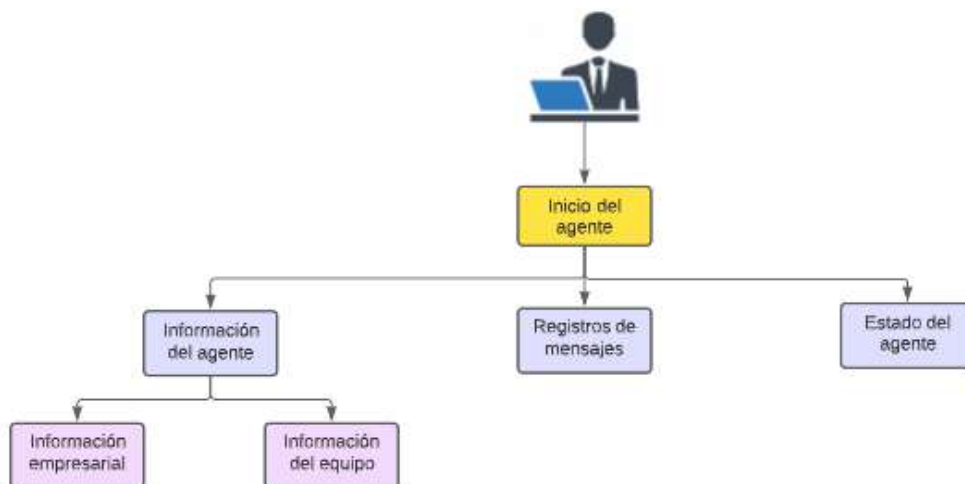 Inicio del
agente
Información
del agente
Registros de
mensajes
Estado del
agente
Información
empresarial
Información
del equipo